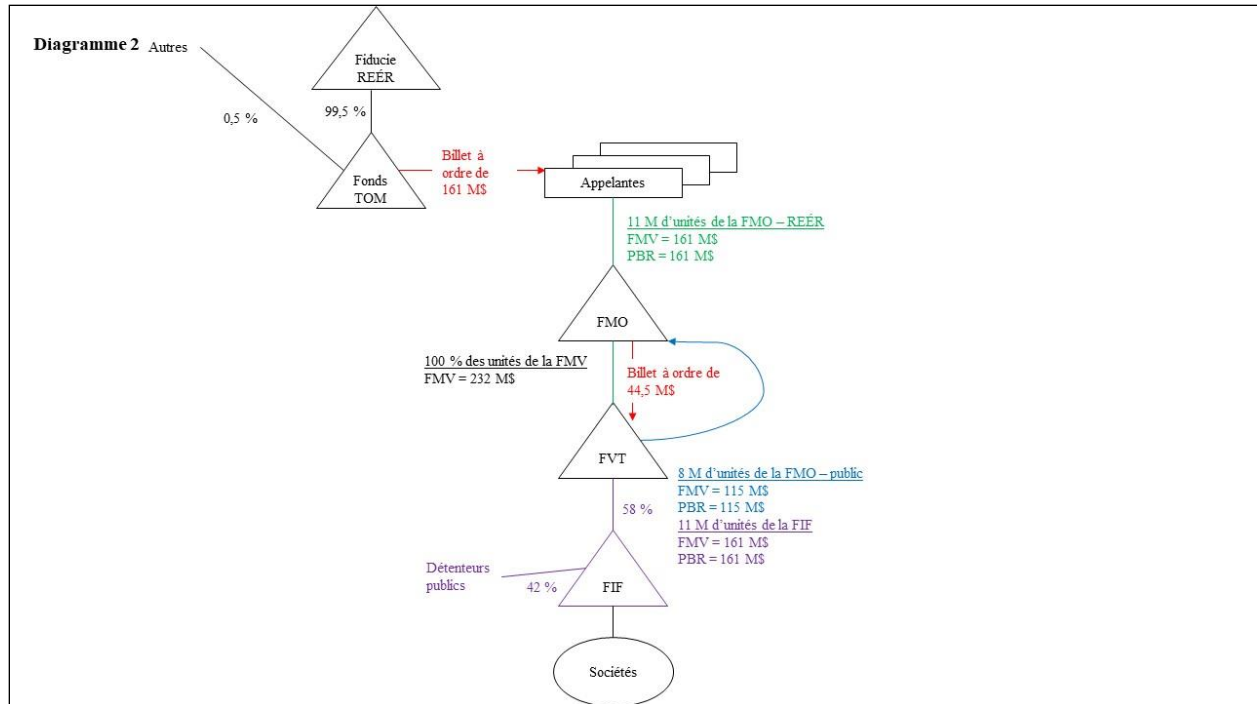 Diagramme 2
Autres
Fiducie
REÉR
99,5 %
0,5 %
Fonds
TOM
Billet à
ordre de
161 M$
Appelantes
11 M d’unités de la FMO – REÉR
FMV = 161 M$
PBR = 161 M$
FMO
100 % des unités de la FMV
FMV = 232 M$
Billet à ordre de
44,5 M$
FVT
8 M d’unités de la FMO – public
FMV = 115 M$
PBR = 115 M$
58 %
11 M d’unités de la FIF
FMV = 161 M$
PBR = 161 M$
Détenteurs
publics
42 %
FIF
Sociétés